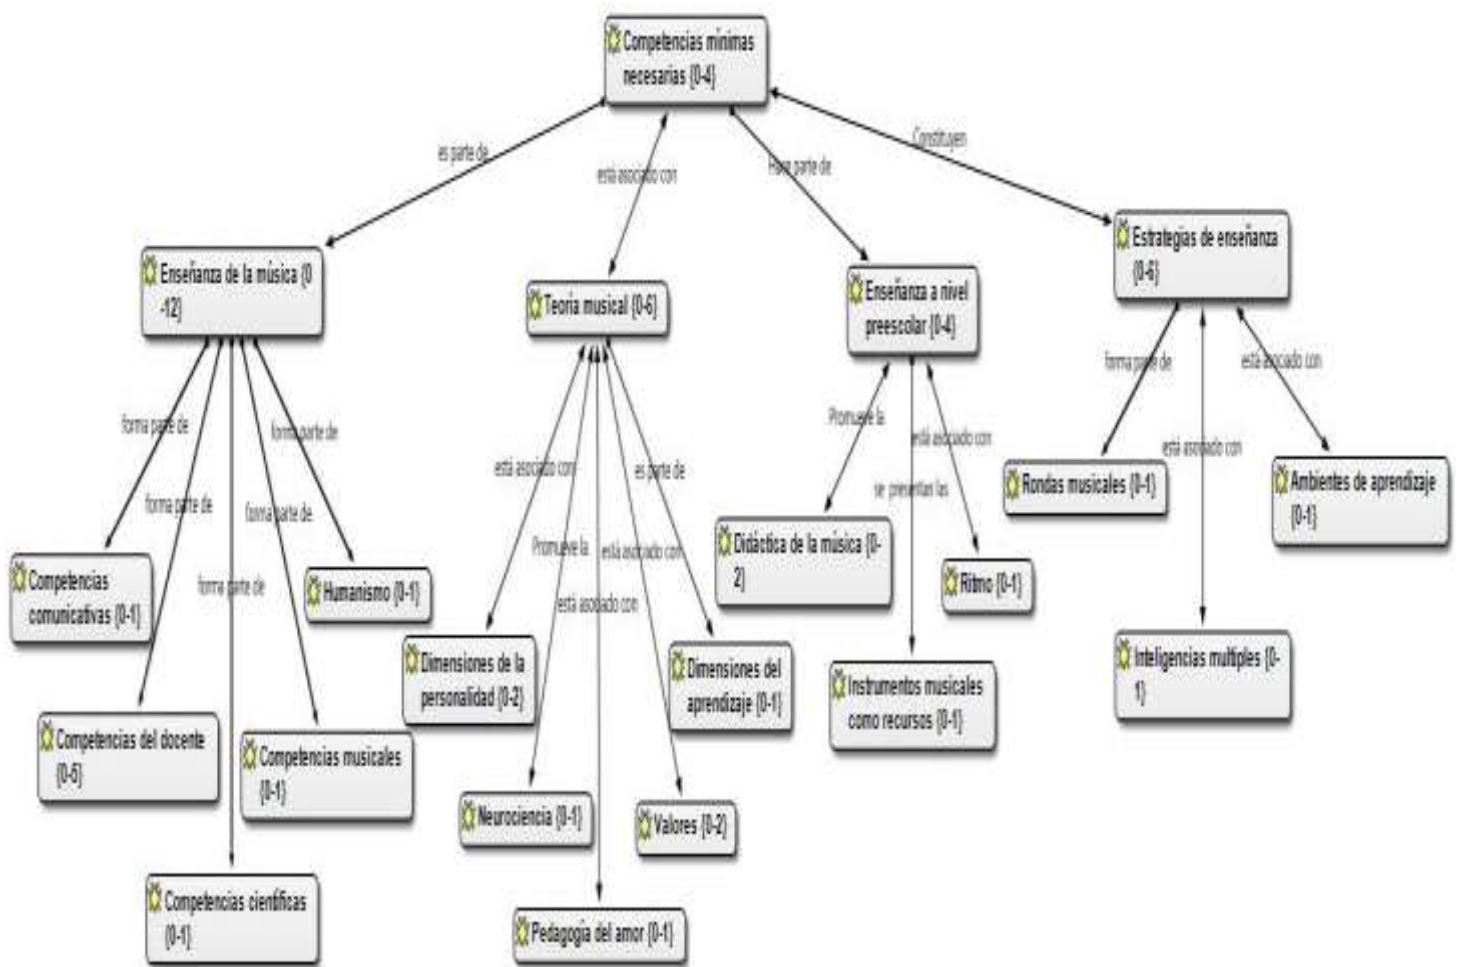 Competencias mínimas
necesarias {0-4}
es parte de
está asociado con
Hace parte de
Constituyen
Enseñanza de la música {0
-12}
Teoria musical {0-6}
Enseñanza a nivel
preescolar {0-4}
Estrategias de enseñanza
{0-6}
forma parte de
forma parte de
forma parte de
forma parte de
forma parte de
está asociado con
Promueve la
está asociado con
está asociado con
es parte de
Promueve la
se presentan las
está asociado con
forma parte de
está asociado con
está asociado con
Competencias
comunicativas {0-1}
Competencias del docente
{0-5}
Competencias científicas
{0-1}
Competencias musicales
{0-1}
Humanismo {0-1}
Dimensiones de la
personalidad {0-2}
Neurociencia {0-1}
Pedagogía del amor {0-1}
Valores {0-2}
Dimensiones del
aprendizaje {0-1}
Didáctica de la música {0-
2}
Instrumentos musicales
como recursos {0-1}
Ritmo {0-1}
Rondas musicales {0-1}
Inteligencias multiples {0-
1}
Ambientes de aprendizaje
{0-1}